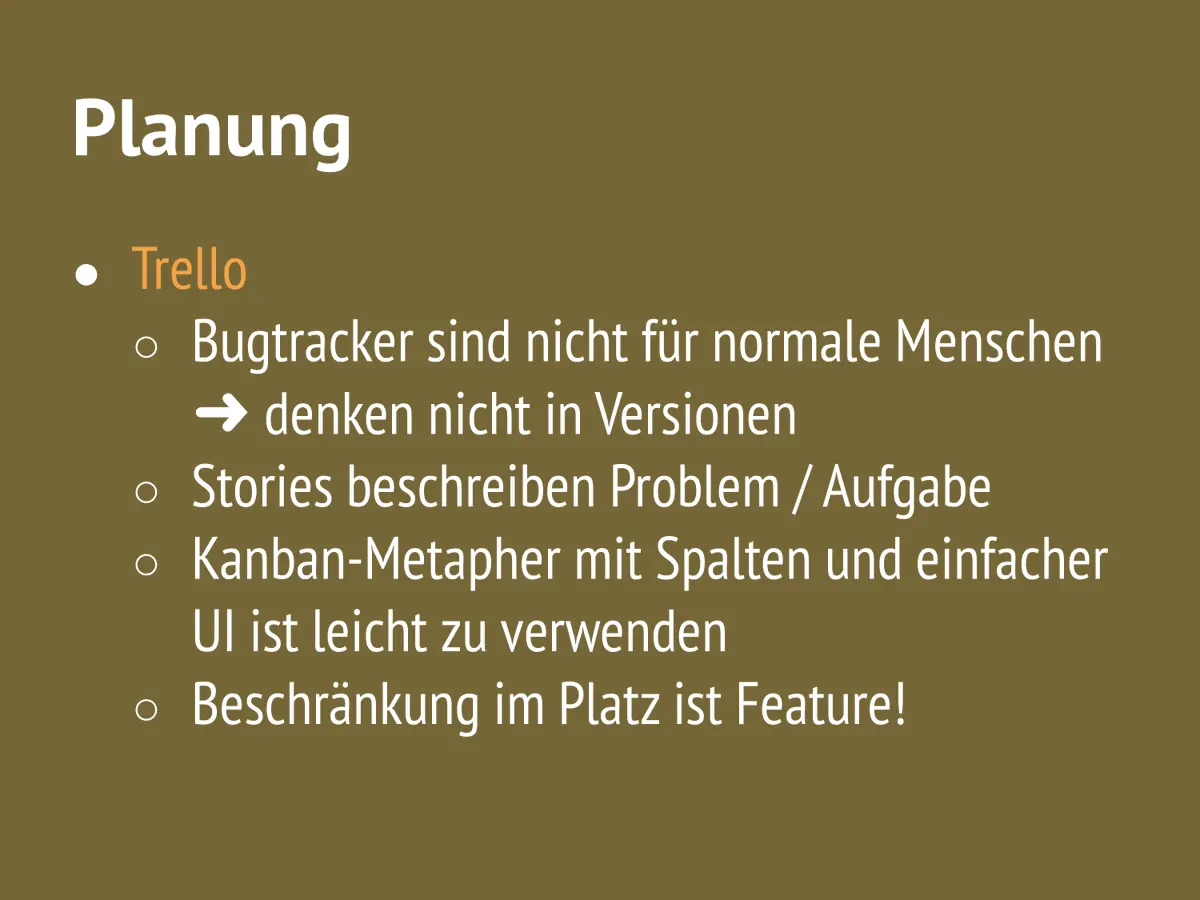 Planung
● Trello
○ Bugtracker sind nicht für normale Menschen
➜ denken nicht in Versionen
○ Stories beschreiben Problem / Aufgabe
○ Kanban-Metapher mit Spalten und einfacher
UI ist leicht zu verwenden
○ Beschränkung im Platz ist Feature!